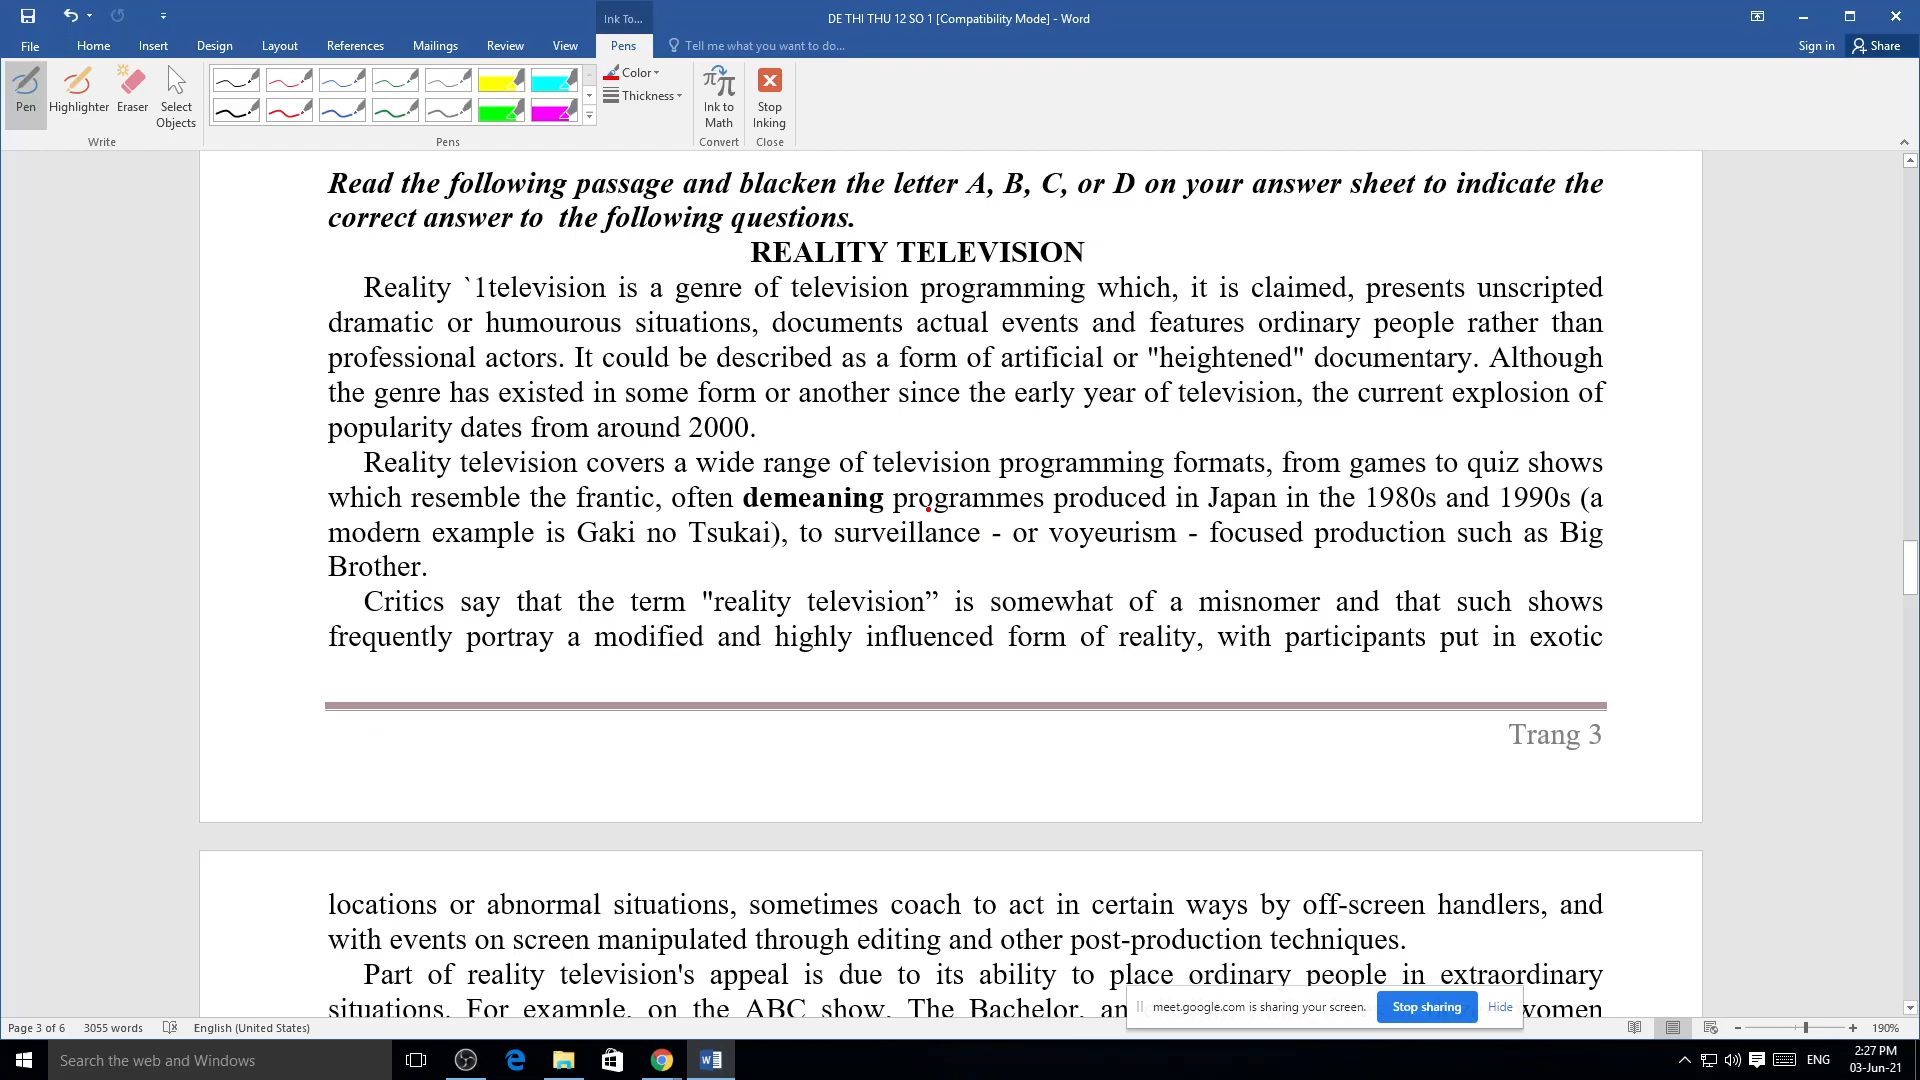 Ink To...
DE THI THU 12 SO 1 [Compatibility Mode] - Word
File Home Insert Design Layout References Mailings Review View Pens Tell me what you want to do... Sign in Share
Pen Highlighter Eraser Select Objects
Color
Thickness
Ink to Math
Stop Inking
Write Pens Convert Close
Read the following passage and blacken the letter A, B, C, or D on your answer sheet to indicate the
correct answer to the following questions.
REALITY TELEVISION
Reality `1television is a genre of television programming which, it is claimed, presents unscripted
dramatic or humourous situations, documents actual events and features ordinary people rather than
professional actors. It could be described as a form of artificial or "heightened" documentary. Although
the genre has existed in some form or another since the early year of television, the current explosion of
popularity dates from around 2000.
Reality television covers a wide range of television programming formats, from games to quiz shows
which resemble the frantic, often demeaning programmes produced in Japan in the 1980s and 1990s (a
modern example is Gaki no Tsukai), to surveillance - or voyeurism - focused production such as Big
Brother.
Critics say that the term "reality television” is somewhat of a misnomer and that such shows
frequently portray a modified and highly influenced form of reality, with participants put in exotic
Trang 3
locations or abnormal situations, sometimes coach to act in certain ways by off-screen handlers, and
with events on screen manipulated through editing and other post-production techniques.
Part of reality television's appeal is due to its ability to place ordinary people in extraordinary
situations. For example, on the ABC show, The Bachelor, an women
meet.google.com is sharing your screen. Stop sharing Hide
Page 3 of 6 3055 words English (United States) 190%
Search the web and Windows
ENG
2:27 PM
03-Jun-21